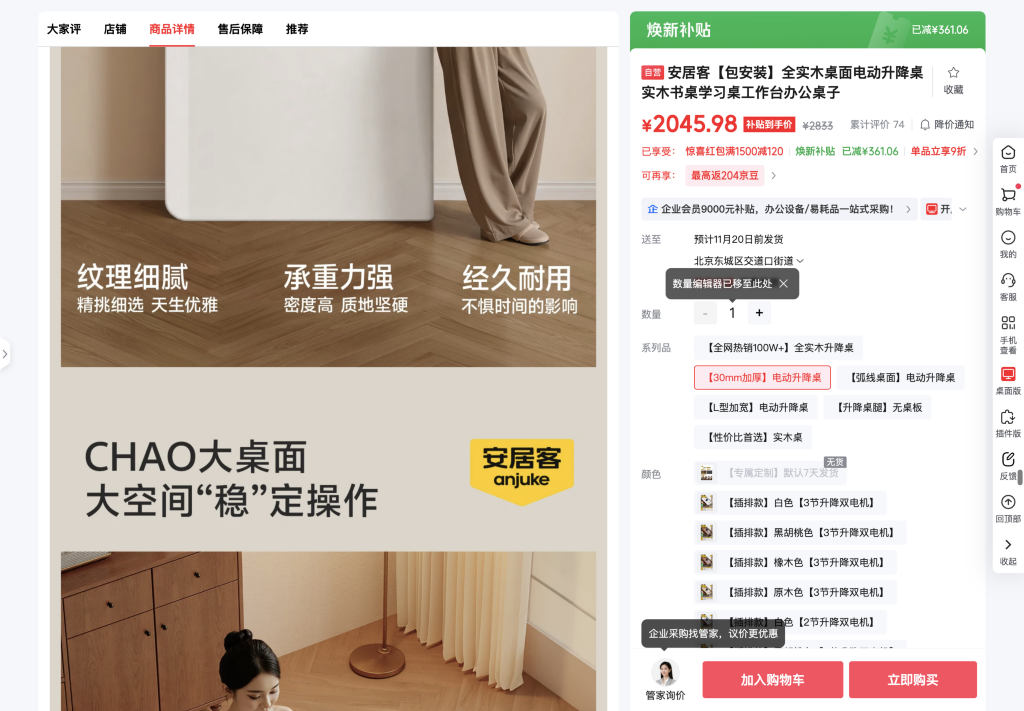 大家评 店铺 商品详情 售后保障 推荐
纹理细腻 承重力强 经久耐用
精挑细选 天生优雅 密度高 质地坚硬 不惧时间的影响
CHAO大桌面
大空间“稳”定操作
安居客
anjuke
焕新补贴 已减¥361.06
自营 安居客【包安装】全实木桌面电动升降桌
实木书桌学习桌工作台办公桌子
收藏
¥2045.98 补贴到手价 ¥2833 累计评价 74 降价通知
已享受: 惊喜红包满1500减120 焕新补贴 已减¥361.06 单品立享9折
可再享: 最高返204京豆
企业会员9000元补贴，办公设备/易耗品一站式采购！ 开.
送至 预计11月20日前发货
北京东城区交道口街道
数量编辑器已移至此处
数量 - 1 +
系列品 【全网热销100W+】全实木升降桌
【30mm加厚】电动升降桌 【弧线桌面】电动升降桌
【L型加宽】电动升降桌 【升降桌腿】无桌板
【性价比首选】实木桌
无货
颜色 【专属定制】默认7天发货
【插排款】白色【3节升降双电机】
【插排款】黑胡桃色【3节升降双电机】
【插排款】橡木色【3节升降双电机】
【插排款】原木色【3节升降双电机】
【插排款】白色【2节升降双电机】
企业采购找管家，议价更优惠
管家询价 加入购物车 立即购买
首页
购物车
我的
客服
手机
查看
桌面版
插件版
反馈
回顶部
收起